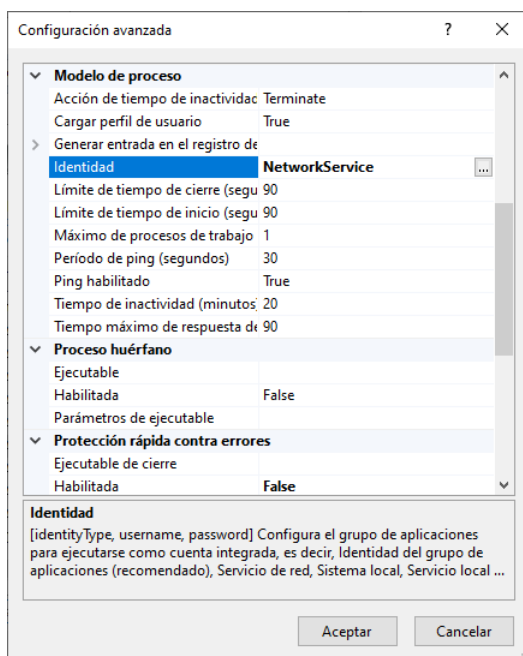 Configuración avanzada ? ×
Modelo de proceso
Acción de tiempo de inactividad Terminate
Cargar perfil de usuario True
Generar entrada en el registro de
Identidad NetworkService ...
Límite de tiempo de cierre (segu 90
Límite de tiempo de inicio (segu 90
Máximo de procesos de trabajo 1
Período de ping (segundos) 30
Ping habilitado True
Tiempo de inactividad (minutos) 20
Tiempo máximo de respuesta de 90
Proceso huérfano
Ejecutable
Habilitada False
Parámetros de ejecutable
Protección rápida contra errores
Ejecutable de cierre
Habilitada False
Identidad
[identityType, username, password] Configura el grupo de aplicaciones
para ejecutarse como cuenta integrada, es decir, Identidad del grupo de
aplicaciones (recomendado), Servicio de red, Sistema local, Servicio local ...
Aceptar Cancelar